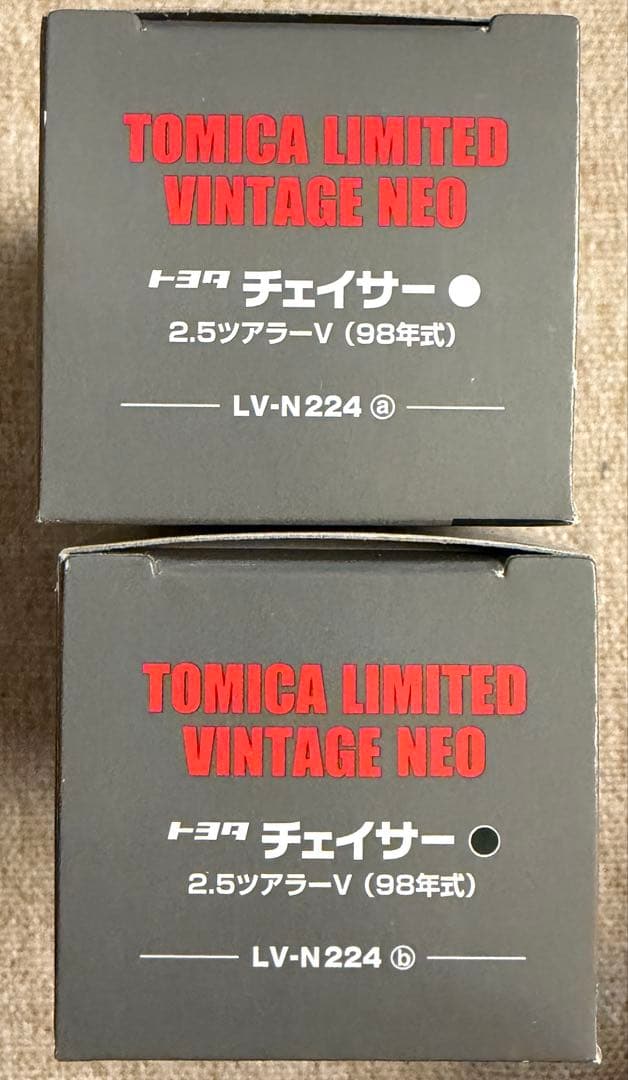 TOMICA LIMITED
VINTAGE NEO
トヨタ チェイサー
2.5ツアラーV（98年式）
LV-N224 ⓐ
TOMICA LIMITED
VINTAGE NEO
トヨタ チェイサー
2.5ツアラーV（98年式）
LV-N224 ⓑ